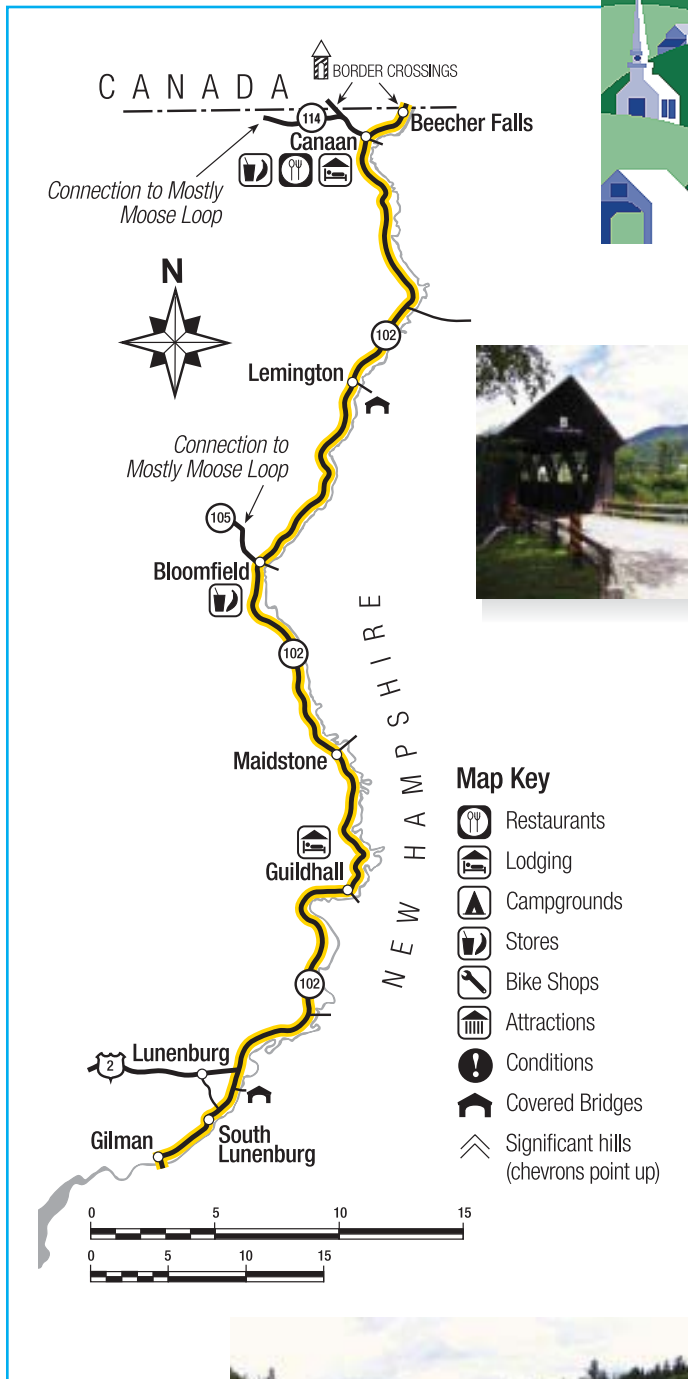 CANADA
BORDER CROSSINGS
114
Beecher Falls
Canaan
Connection to Mostly
Moose Loop
N
102
Lemington
Connection to
Mostly Moose Loop
105
Bloomfield
102
NEW HAMPSHIRE
Maidstone
Guildhall
102
2
Lunenburg
South
Lunenburg
Gilman
Map Key
Restaurants
Lodging
Campgrounds
Stores
Bike Shops
Attractions
! Conditions
Covered Bridges
Significant hills
(chevrons point up)
0 5 10 15
0 5 10 15